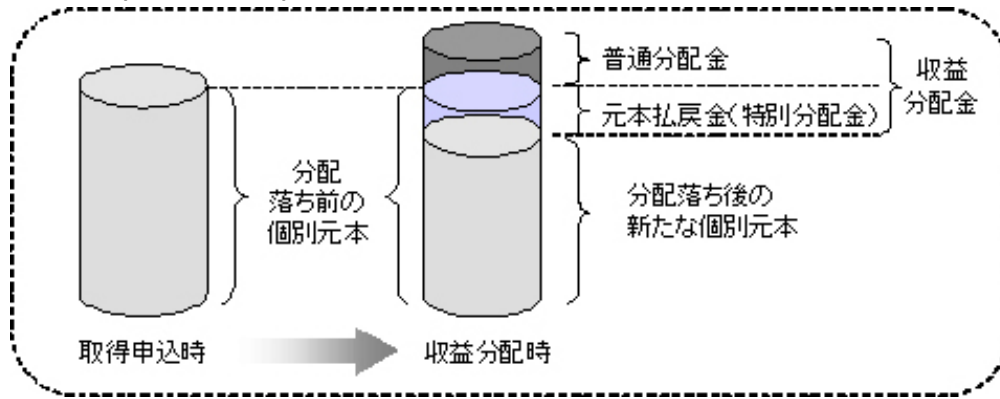 普通分配金
収益
分配金
元本払戻金(特別分配金)
分配
落ち前の
個別元本
分配落ち後の
新たな個別元本
取得申込時
収益分配時